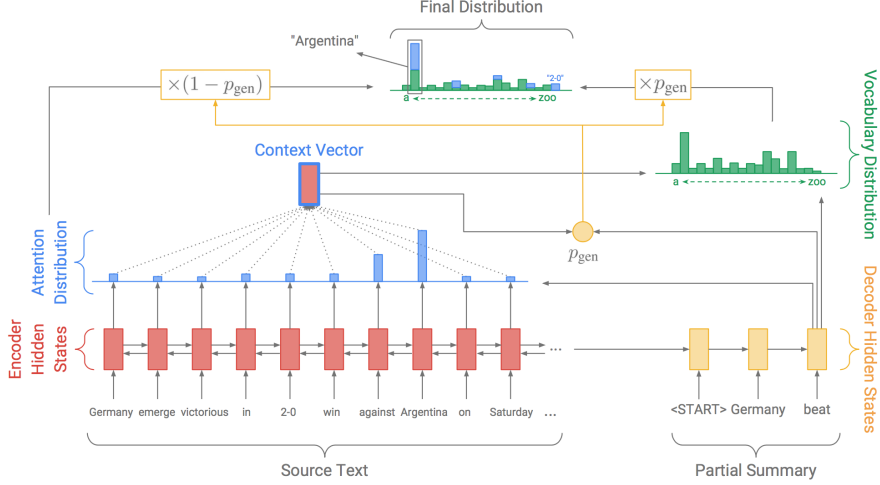 Final Distribution
"Argentina"
×(1 − p_gen)
"2-0"
×p_gen
a
zoo
Context Vector
a
zoo
Vocabulary Distribution
Attention
Distribution
p_gen
Encoder
Hidden
States
...
Decoder Hidden States
Germany emerge victorious in 2-0 win against Argentina on Saturday ...
<START> Germany beat
Source Text
Partial Summary